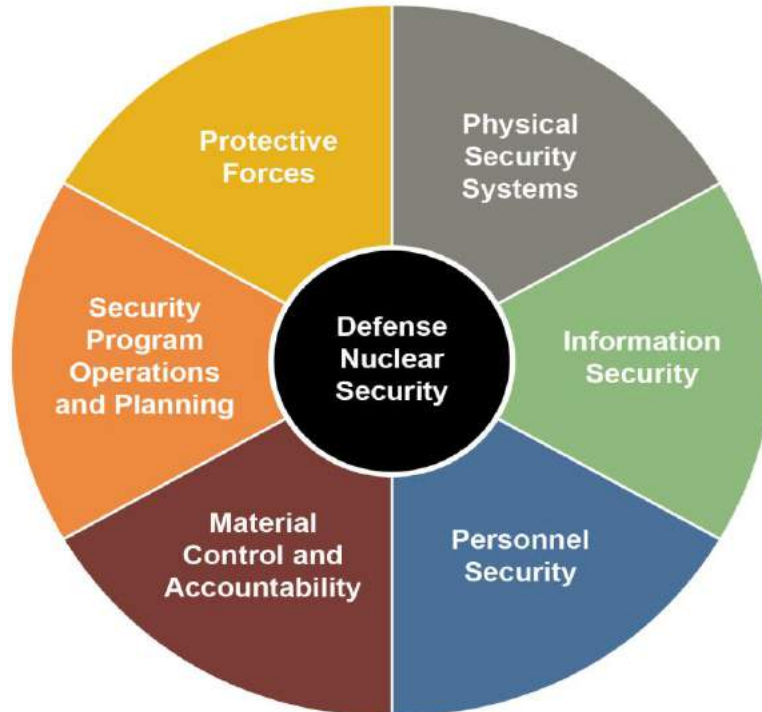 Protective
Forces
Physical
Security
Systems
Security
Program
Operations
and Planning
Defense
Nuclear
Security
Information
Security
Material
Control and
Accountability
Personnel
Security